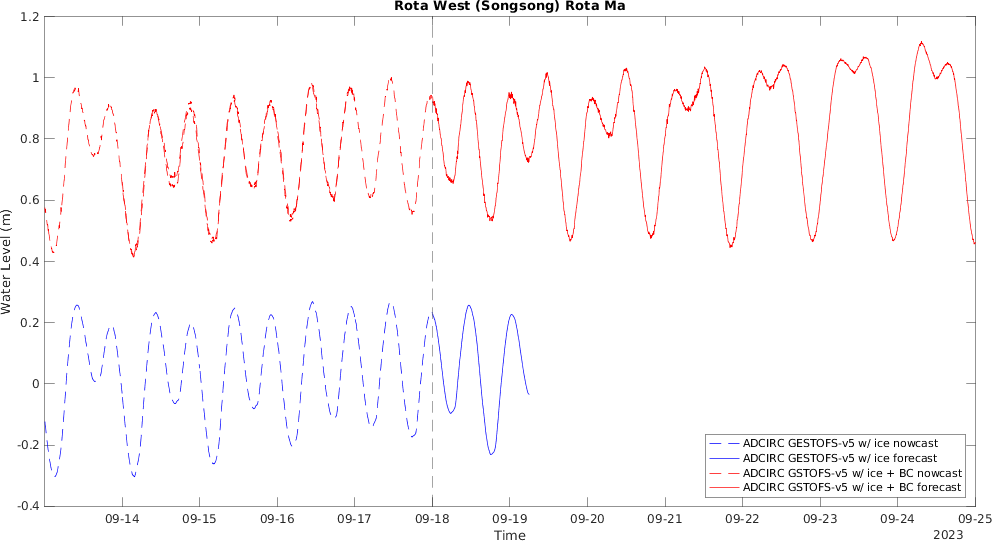 Rota West (Songsong) Rota Ma
1.2
1
0.8
0.6
0.4
0.2
0
-0.2
-0.4
Water Level (m)
ADCIRC GESTOFS-v5 w/ ice nowcast
ADCIRC GESTOFS-v5 w/ ice forecast
ADCIRC GSTOFS-v5 w/ ice + BC nowcast
ADCIRC GSTOFS-v5 w/ ice + BC forecast
09-14 09-15 09-16 09-17 09-18 09-19 09-20 09-21 09-22 09-23 09-24 09-25
Time
2023